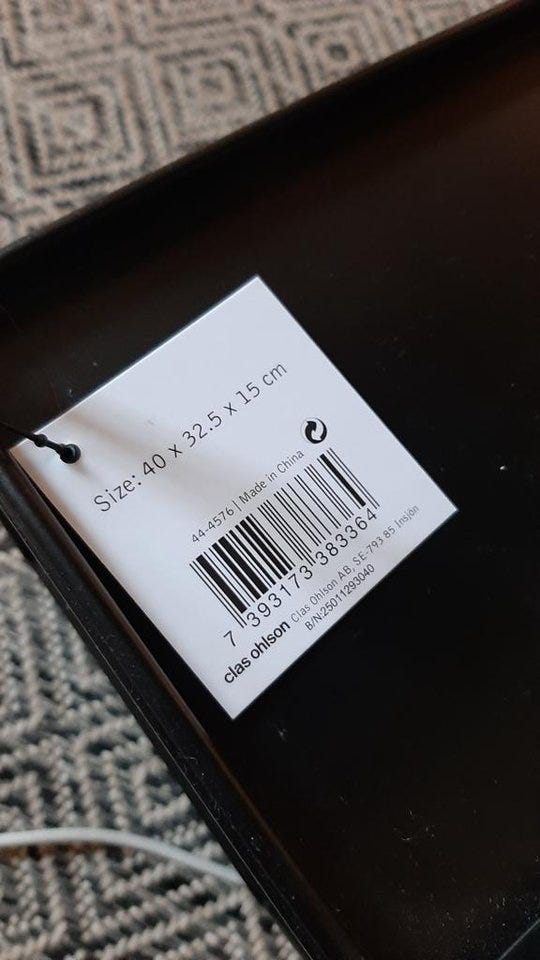 Size: 40 x 32.5 x 15 cm
44-4576 | Made in China
7 393173 383364
clas ohlson Clas Ohlson AB, SE-793 85 Insjön
B/N:25011293040